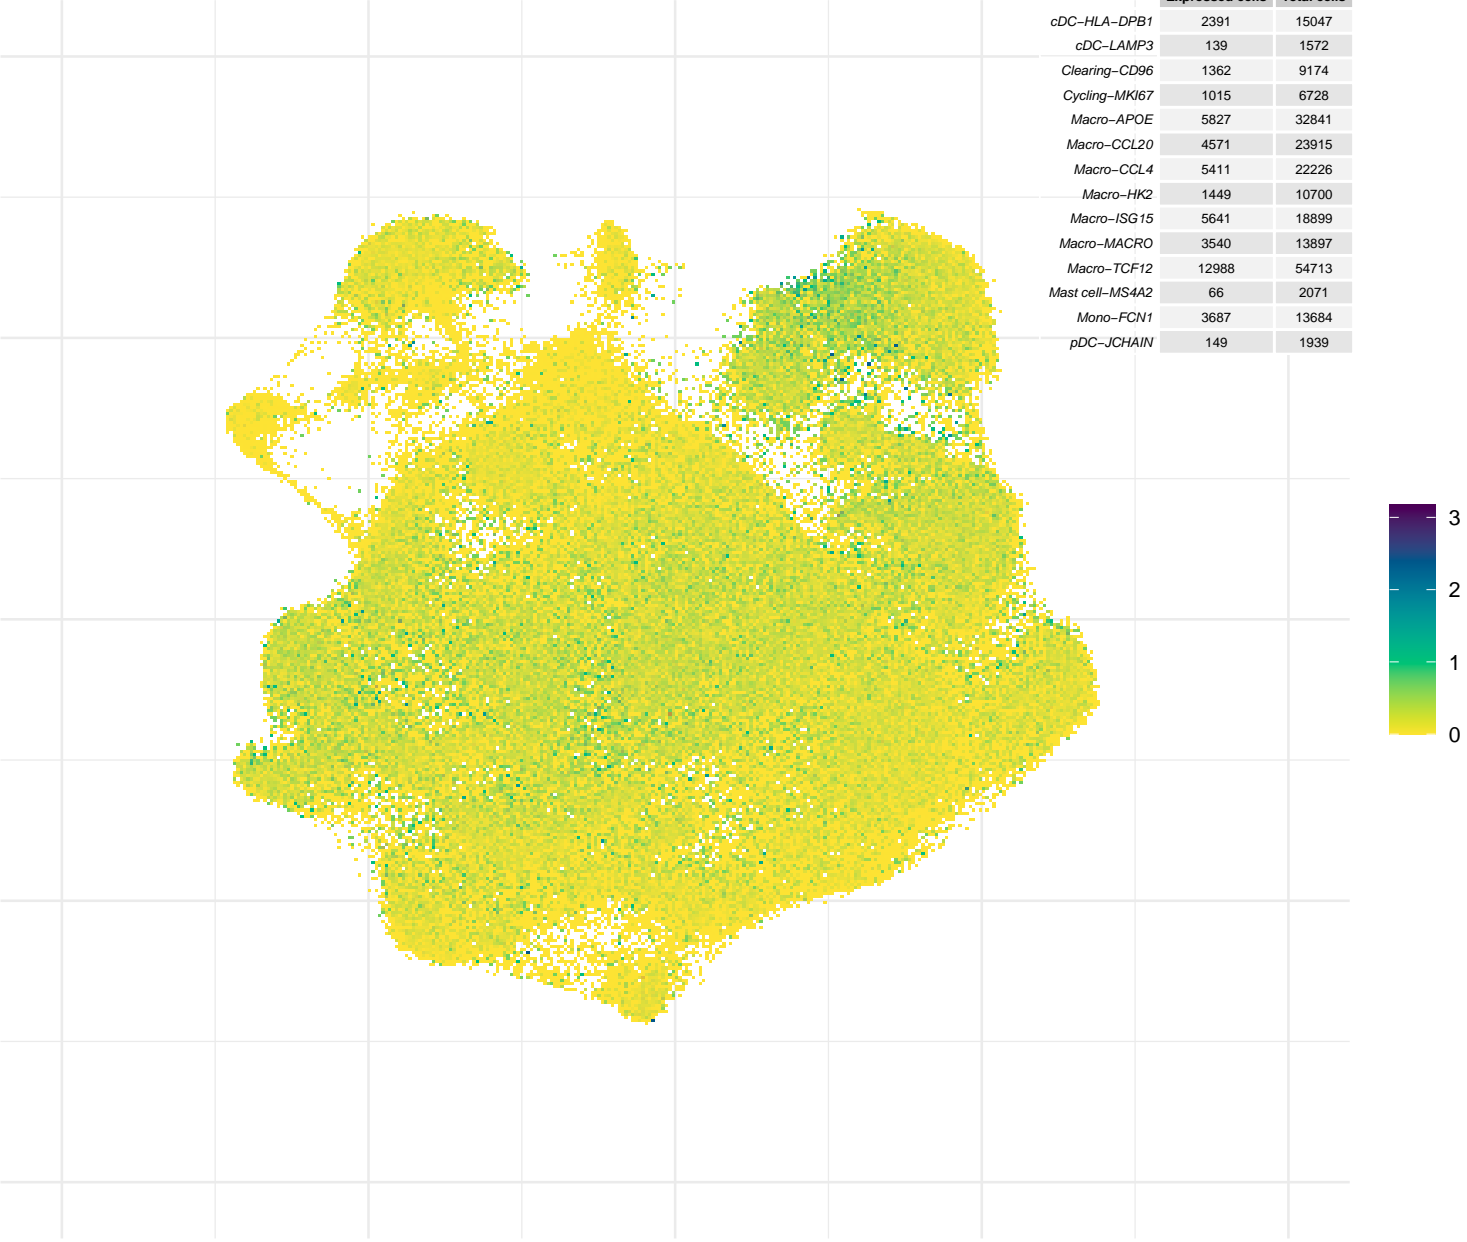 cDC−HLA−DPB1 2391 15047
cDC−LAMP3 139 1572
Clearing−CD96 1362 9174
Cycling−MKI67 1015 6728
Macro−APOE 5827 32841
Macro−CCL20 4571 23915
Macro−CCL4 5411 22226
Macro−HK2 1449 10700
Macro−ISG15 5641 18899
Macro−MACRO 3540 13897
Macro−TCF12 12988 54713
Mast cell−MS4A2 66 2071
Mono−FCN1 3687 13684
pDC−JCHAIN 149 1939
3
2
1
0